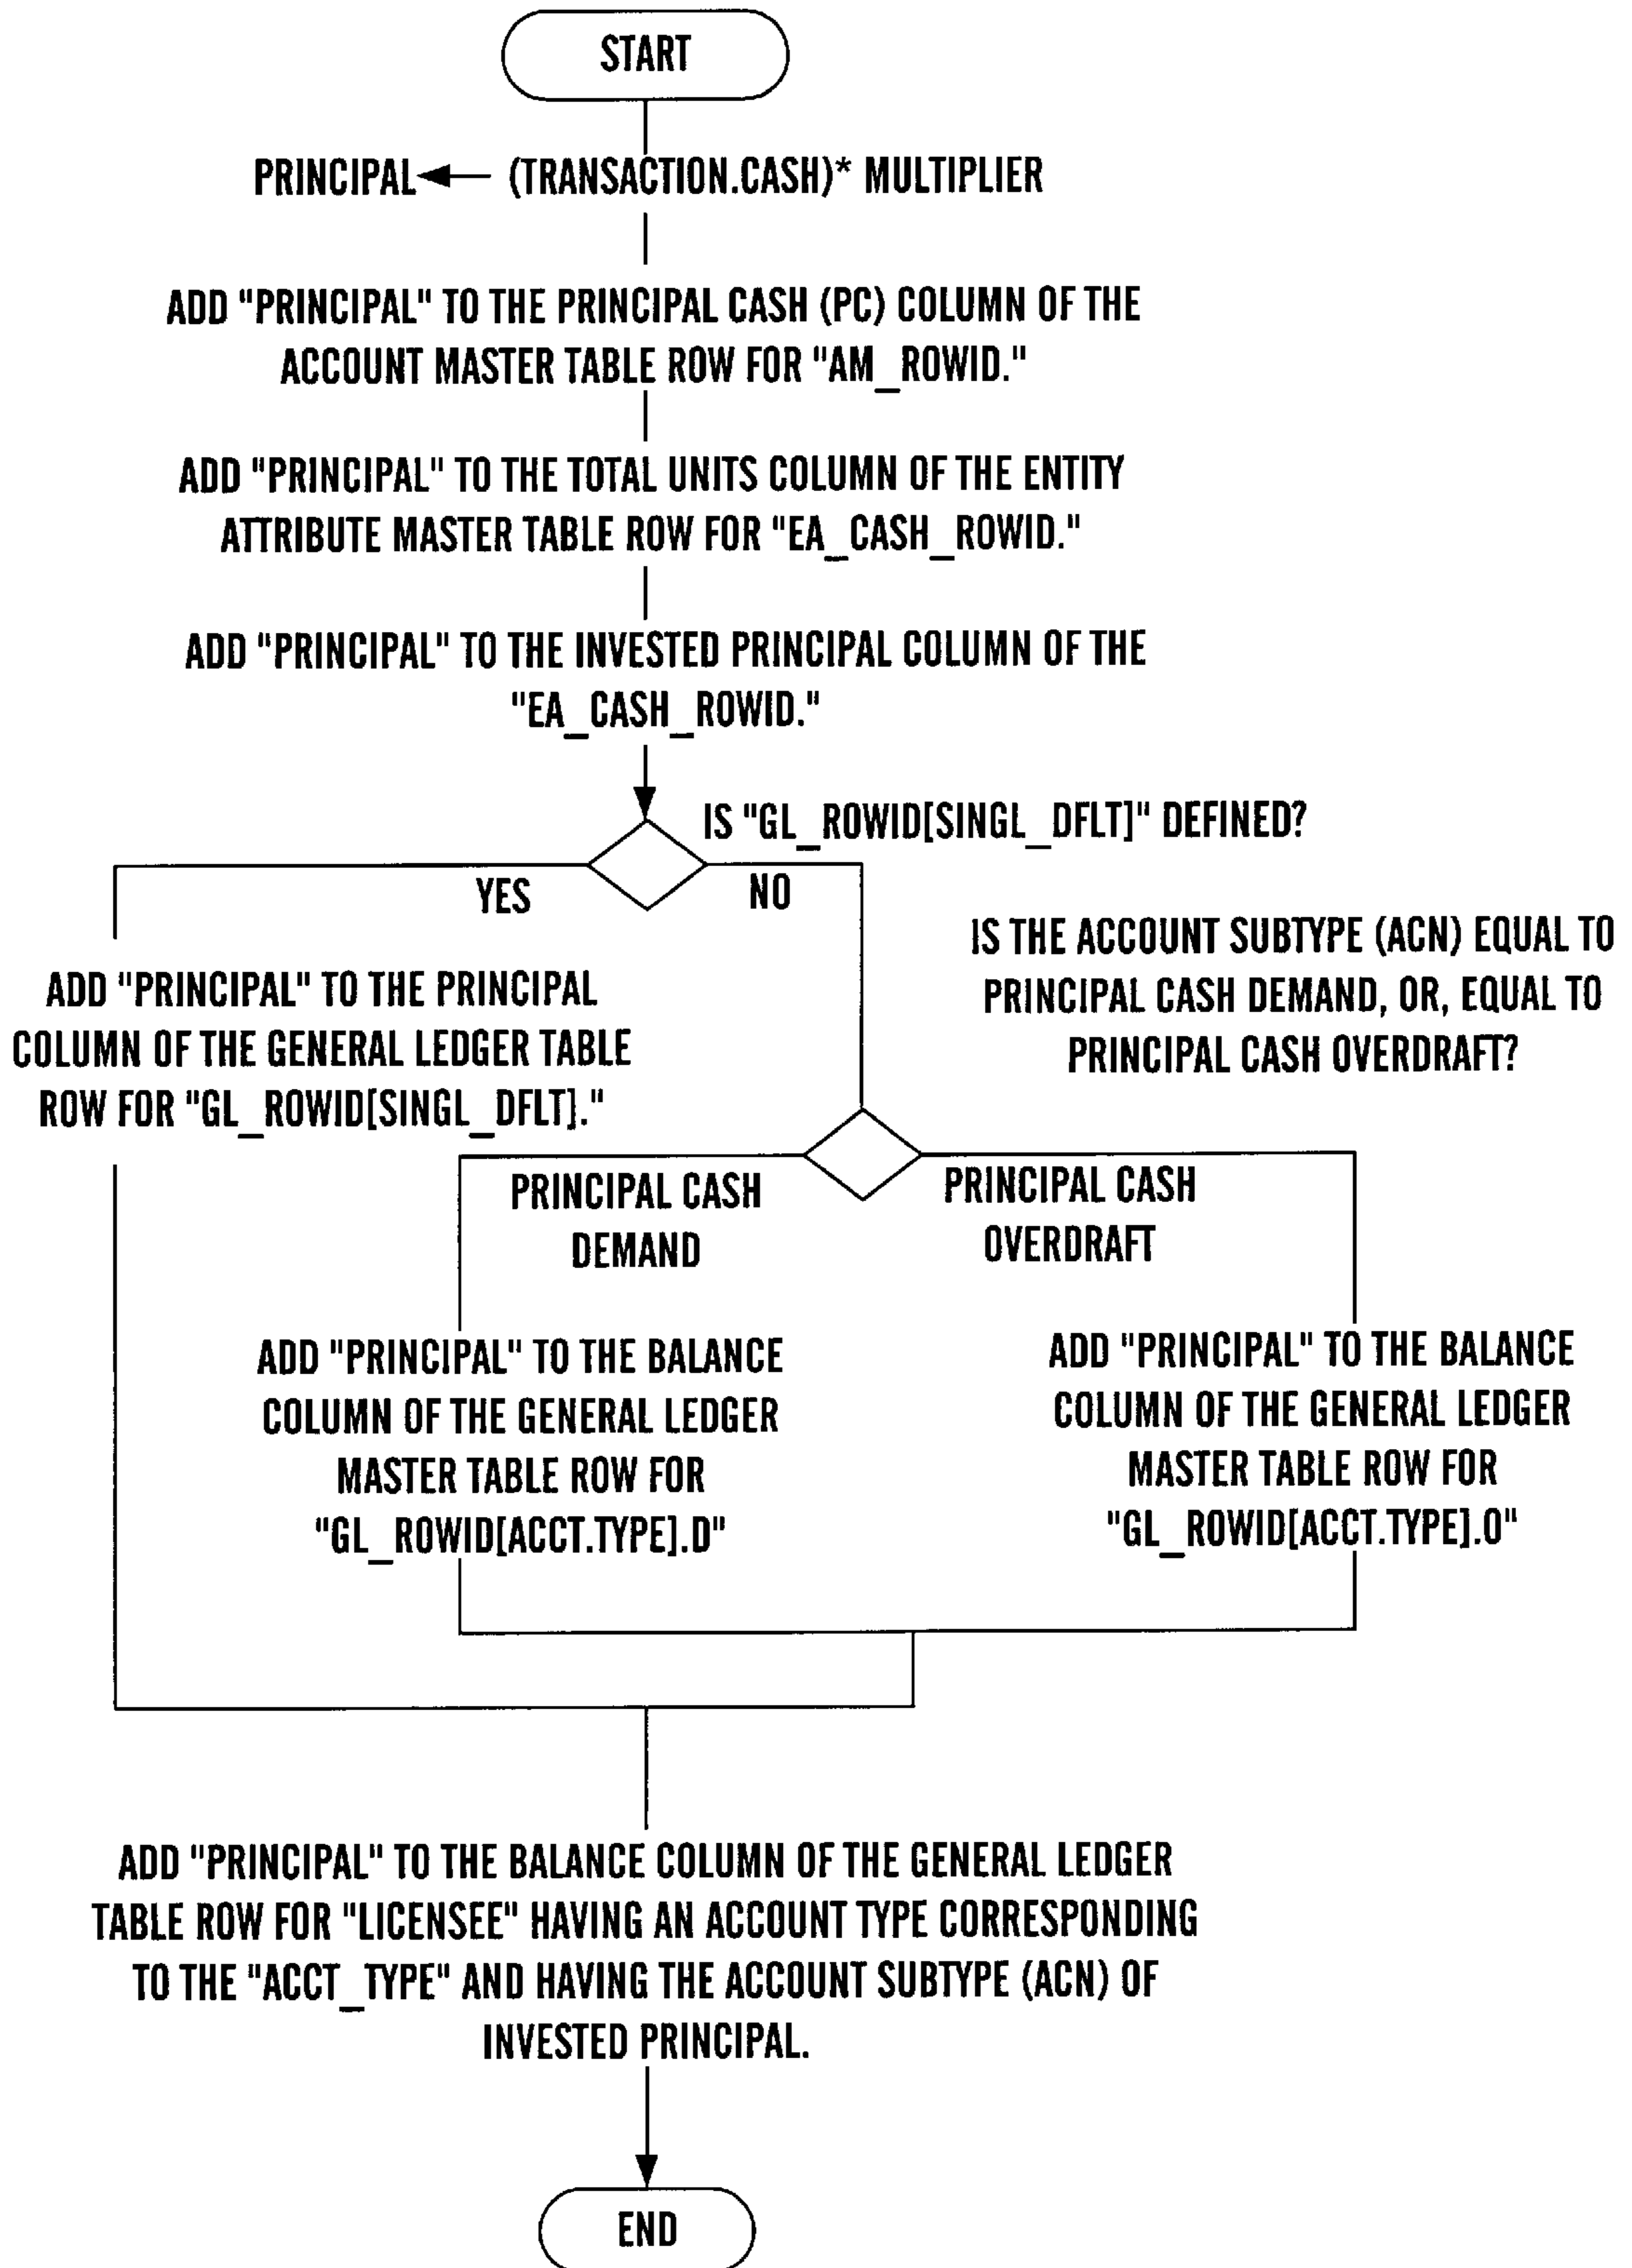 START
PRINCIPAL (TRANSACTION.CASH)* MULTIPLIER
ADD "PRINCIPAL" TO THE PRINCIPAL CASH (PC) COLUMN OF THE
ACCOUNT MASTER TABLE ROW FOR "AM_ROWID."
ADD "PRINCIPAL" TO THE TOTAL UNITS COLUMN OF THE ENTITY
ATTRIBUTE MASTER TABLE ROW FOR "EA_CASH_ROWID."
ADD "PRINCIPAL" TO THE INVESTED PRINCIPAL COLUMN OF THE
"EA_CASH_ROWID."
IS "GL_ROWID[SINGL_DFLT]" DEFINED?
YES
NO
ADD "PRINCIPAL" TO THE PRINCIPAL
COLUMN OF THE GENERAL LEDGER TABLE
ROW FOR "GL_ROWID[SINGL_DFLT]."
IS THE ACCOUNT SUBTYPE (ACN) EQUAL TO
PRINCIPAL CASH DEMAND, OR, EQUAL TO
PRINCIPAL CASH OVERDRAFT?
PRINCIPAL CASH
DEMAND
PRINCIPAL CASH
OVERDRAFT
ADD "PRINCIPAL" TO THE BALANCE
COLUMN OF THE GENERAL LEDGER
MASTER TABLE ROW FOR
"GL_ROWID[ACCT.TYPE].D"
ADD "PRINCIPAL" TO THE BALANCE
COLUMN OF THE GENERAL LEDGER
MASTER TABLE ROW FOR
"GL_ROWID[ACCT.TYPE].O"
ADD "PRINCIPAL" TO THE BALANCE COLUMN OF THE GENERAL LEDGER
TABLE ROW FOR "LICENSEE" HAVING AN ACCOUNT TYPE CORRESPONDING
TO THE "ACCT_TYPE" AND HAVING THE ACCOUNT SUBTYPE (ACN) OF
INVESTED PRINCIPAL.
END